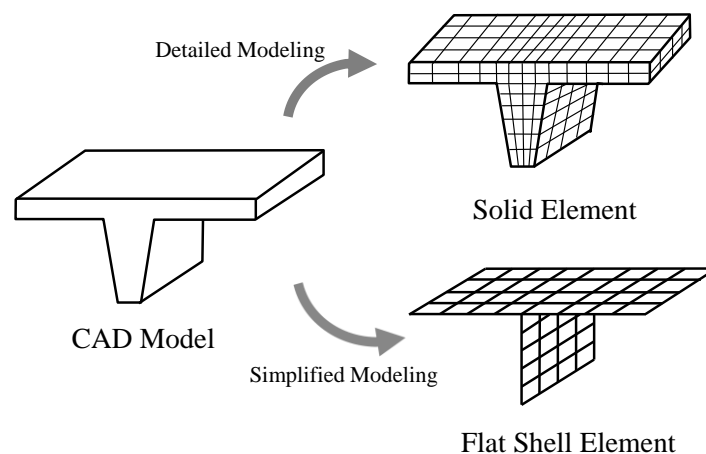 Detailed Modeling
Solid Element
CAD Model
Simplified Modeling
Flat Shell Element